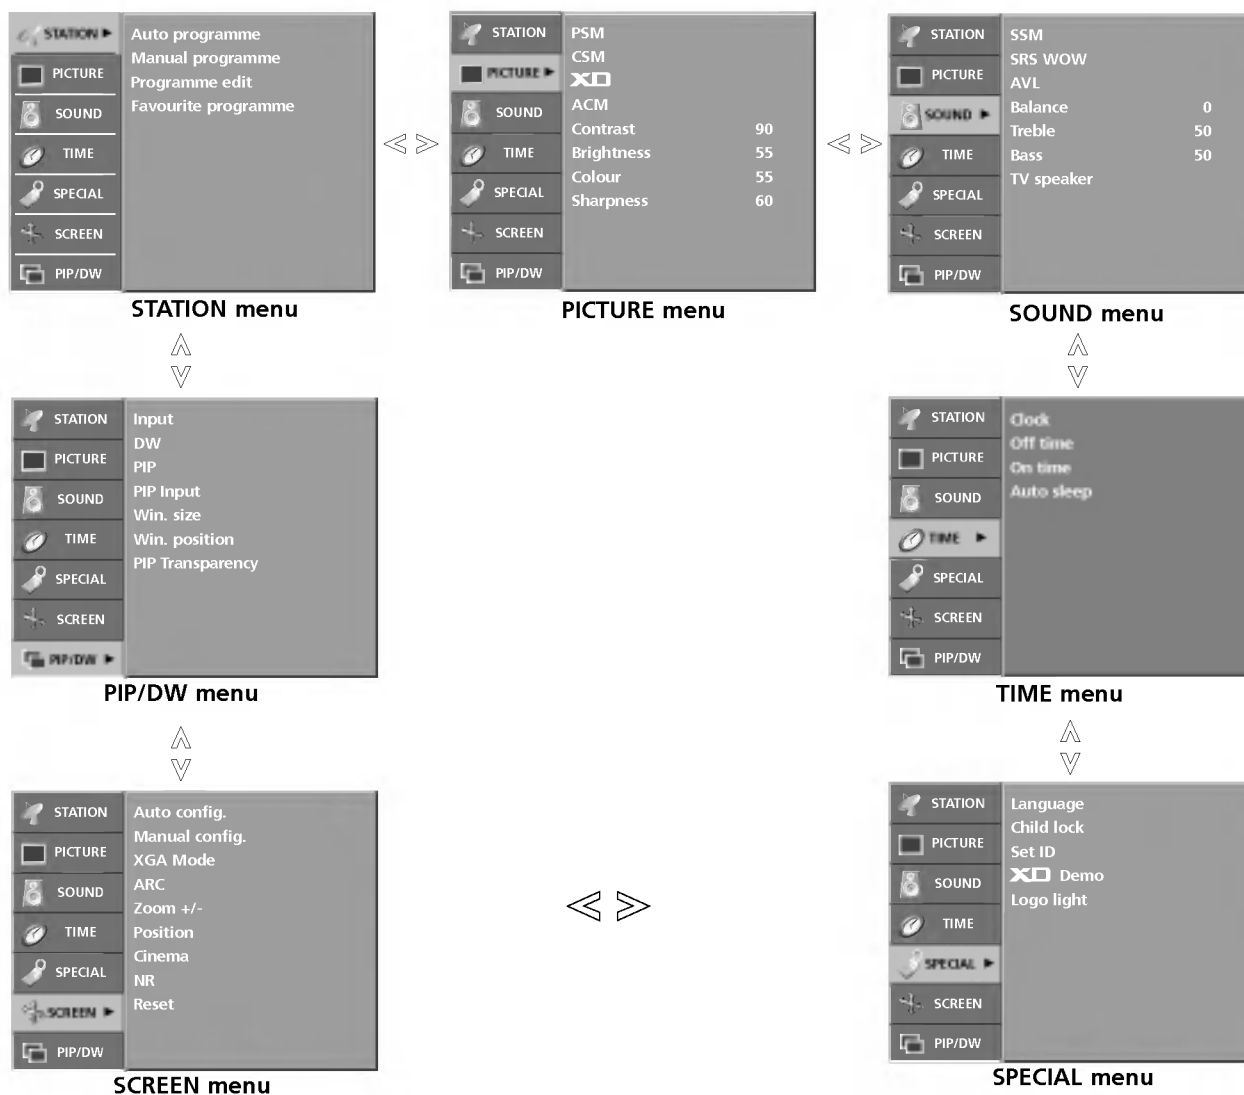 STATION
PICTURE
SOUND
TIME
SPECIAL
SCREEN
PIP/DW
Auto programme
Manual programme
Programme edit
Favourite programme
STATION menu
STATION
PICTURE
SOUND
TIME
SPECIAL
SCREEN
PIP/DW
PSM
CSM
XD
ACM
Contrast 90
Brightness 55
Colour 55
Sharpness 60
PICTURE menu
STATION
PICTURE
SOUND
TIME
SPECIAL
SCREEN
PIP/DW
SSM
SRS WOW
AVL
Balance 0
Treble 50
Bass 50
TV speaker
SOUND menu
STATION
PICTURE
SOUND
TIME
SPECIAL
SCREEN
PIP/DW
Input
DW
PIP
PIP Input
Win. size
Win. position
PIP Transparency
PIP/DW menu
STATION
PICTURE
SOUND
TIME
SPECIAL
SCREEN
PIP/DW
Clock
Off time
On time
Auto sleep
TIME menu
STATION
PICTURE
SOUND
TIME
SPECIAL
SCREEN
PIP/DW
Auto config.
Manual config.
XGA Mode
ARC
Zoom +/-
Position
Cinema
NR
Reset
SCREEN menu
STATION
PICTURE
SOUND
TIME
SPECIAL
SCREEN
PIP/DW
Language
Child lock
Set ID
XD Demo
Logo light
SPECIAL menu